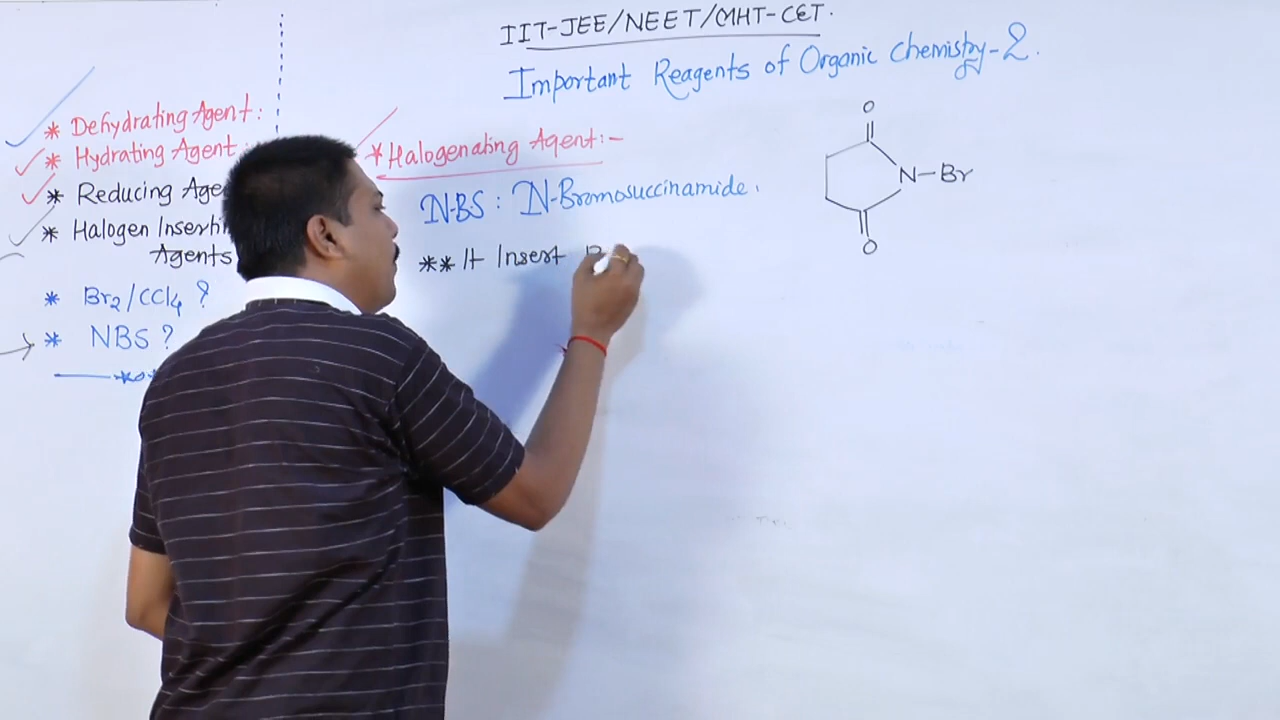 IIT-JEE/NEET/MHT-CET.
Important Reagents of Organic Chemistry-2.
* Dehydrating Agent:
* Hydrating Agent:
* Reducing Age
* Halogen Inserti
Agents
* Br2/CCl4 ?
* NBS ?
* Halogenating Agent:-
NBS : N-Bromosuccinamide.
** It Insert B
O
N-Br
O